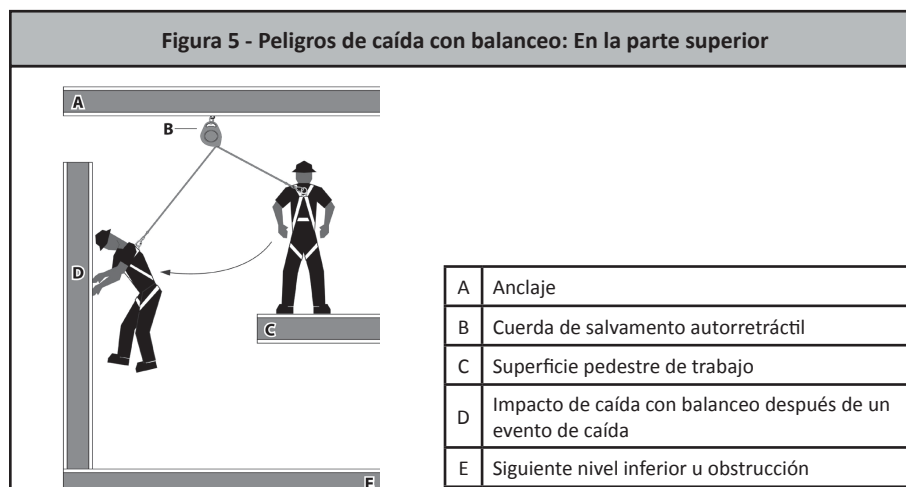 Figura 5 - Peligros de caída con balanceo: En la parte superior
A
B
D
C
E
A Anclaje
B Cuerda de salvamento autorretráctil
C Superficie pedestre de trabajo
D Impacto de caída con balanceo después de un
evento de caída
E Siguiente nivel inferior u obstrucción